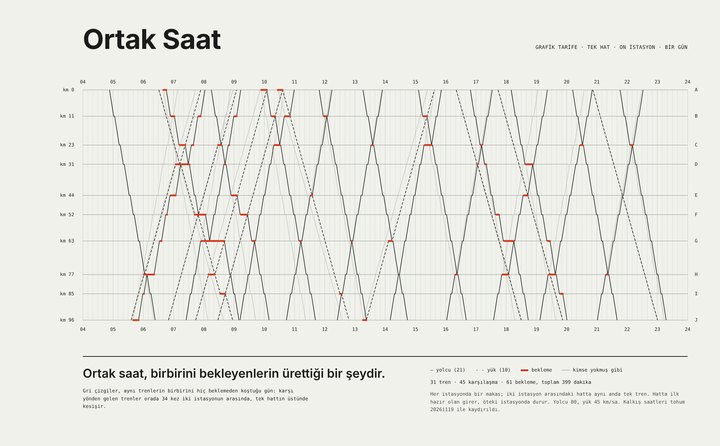 Ortak Saat
GRAFİK TARİFE · TEK HAT · ON İSTASYON · BİR GÜN
04 05 06 07 08 09 10 11 12 13 14 15 16 17 18 19 20 21 22 23 24
km 0 A
km 11 B
km 23 C
km 31 D
km 44 E
km 52 F
km 63 G
km 77 H
km 85 I
km 96 J
04 05 06 07 08 09 10 11 12 13 14 15 16 17 18 19 20 21 22 23 24
Ortak saat, birbirini bekleyenlerin ürettiği bir şeydir.
Gri çizgiler, aynı trenlerin birbirini hiç beklemeden koştuğu gün: karşı
yönden gelen trenler orada 34 kez iki istasyonun arasında, tek hattın üstünde
kesişir.
— yolcu (21) - - yük (10) bekleme kimse yokmuş gibi
31 tren · 45 karşılaşma · 61 bekleme, toplam 399 dakika
Her istasyonda bir makas; iki istasyon arasındaki hatta aynı anda tek tren. Hatta ilk
hazır olan girer, öteki istasyonda durur. Yolcu 80, yük 45 km/sa. Kalkış saatleri tohum
20261119 ile kaydırıldı.